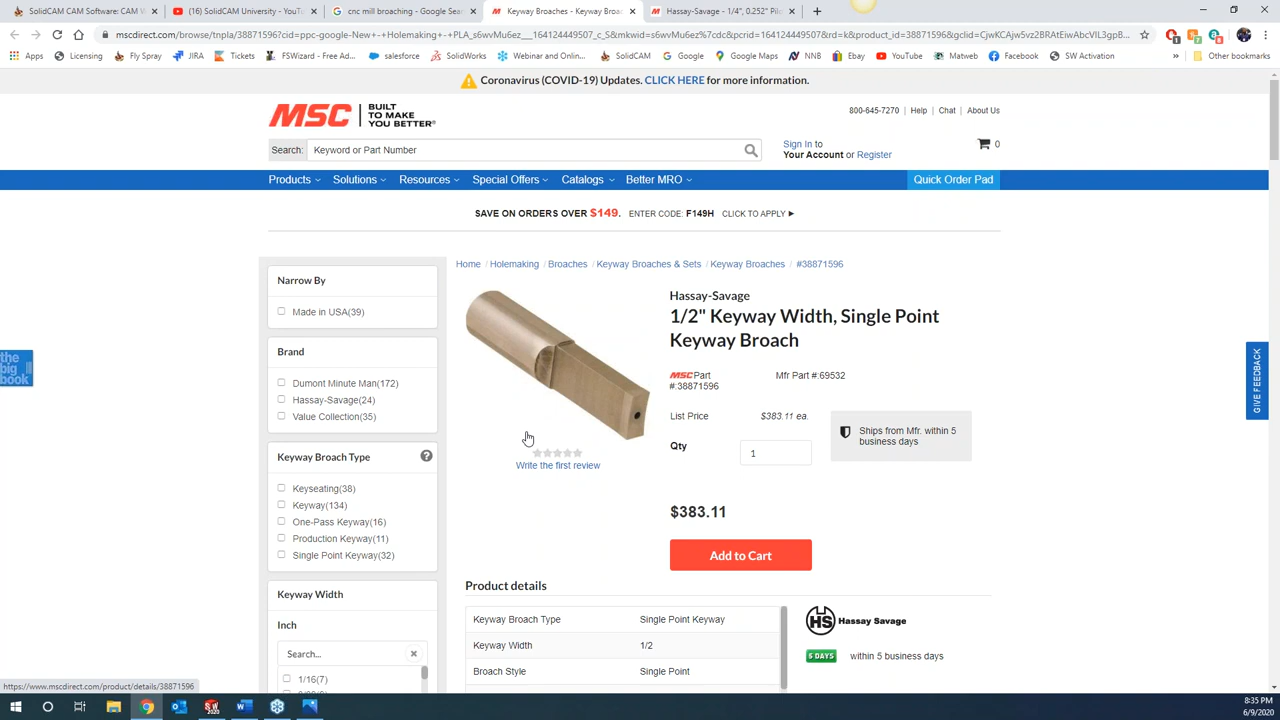 SolidCAM CAM Software: CAM W
(16) SolidCAM University - YouTu
cnc mill broaching - Google Sear
Keyway Broaches - Keyway Broa
Hassay-Savage - 1/4", 0.252" Pilo
Apps
Licensing
Fly Spray
JIRA
Tickets
FSWizard - Free Ma
salesforce
SolidProfessor
Webinar and Onlin...
SolidCAM
Google
Google Maps
NNB
Ebay
YouTube
Matweb
Facebook
SW Activation
Other bookmarks
Coronavirus (COVID-19) Updates. CLICK HERE for more information.
MSC BUILT TO MAKE YOU BETTER®
800-645-7270 | Help | Chat | About Us
Search: Keyword or Part Number
Sign In to
Your Account or Register
0
Products
Solutions
Resources
Special Offers
Catalogs
Better MRO
Quick Order Pad
SAVE ON ORDERS OVER $149. ENTER CODE: F149H CLICK TO APPLY ▶
the
big
book
Narrow By
Made in USA(39)
Brand
Dumont Minute Man(172)
Hassay-Savage(24)
Value Collection(35)
Keyway Broach Type
Keyseating(38)
Keyway(134)
One-Pass Keyway(16)
Production Keyway(11)
Single Point Keyway(32)
Keyway Width
Inch
Search...
1/16(7)
Home / Holemaking / Broaches / Keyway Broaches & Sets / Keyway Broaches / #38871596
Write the first review
Hassay-Savage
1/2" Keyway Width, Single Point
Keyway Broach
MSC Part
#:38871596
Mfr Part #:69532
List Price $383.11 ea.
Ships from Mfr. within 5
business days
Qty 1
$383.11
Add to Cart
Product details
Keyway Broach Type Single Point Keyway
Keyway Width 1/2
Broach Style Single Point
HS Hassay Savage
5 DAYS within 5 business days
GIVE FEEDBACK
https://www.mscdirect.com/product/details/38871596
8:35 PM
6/9/2020